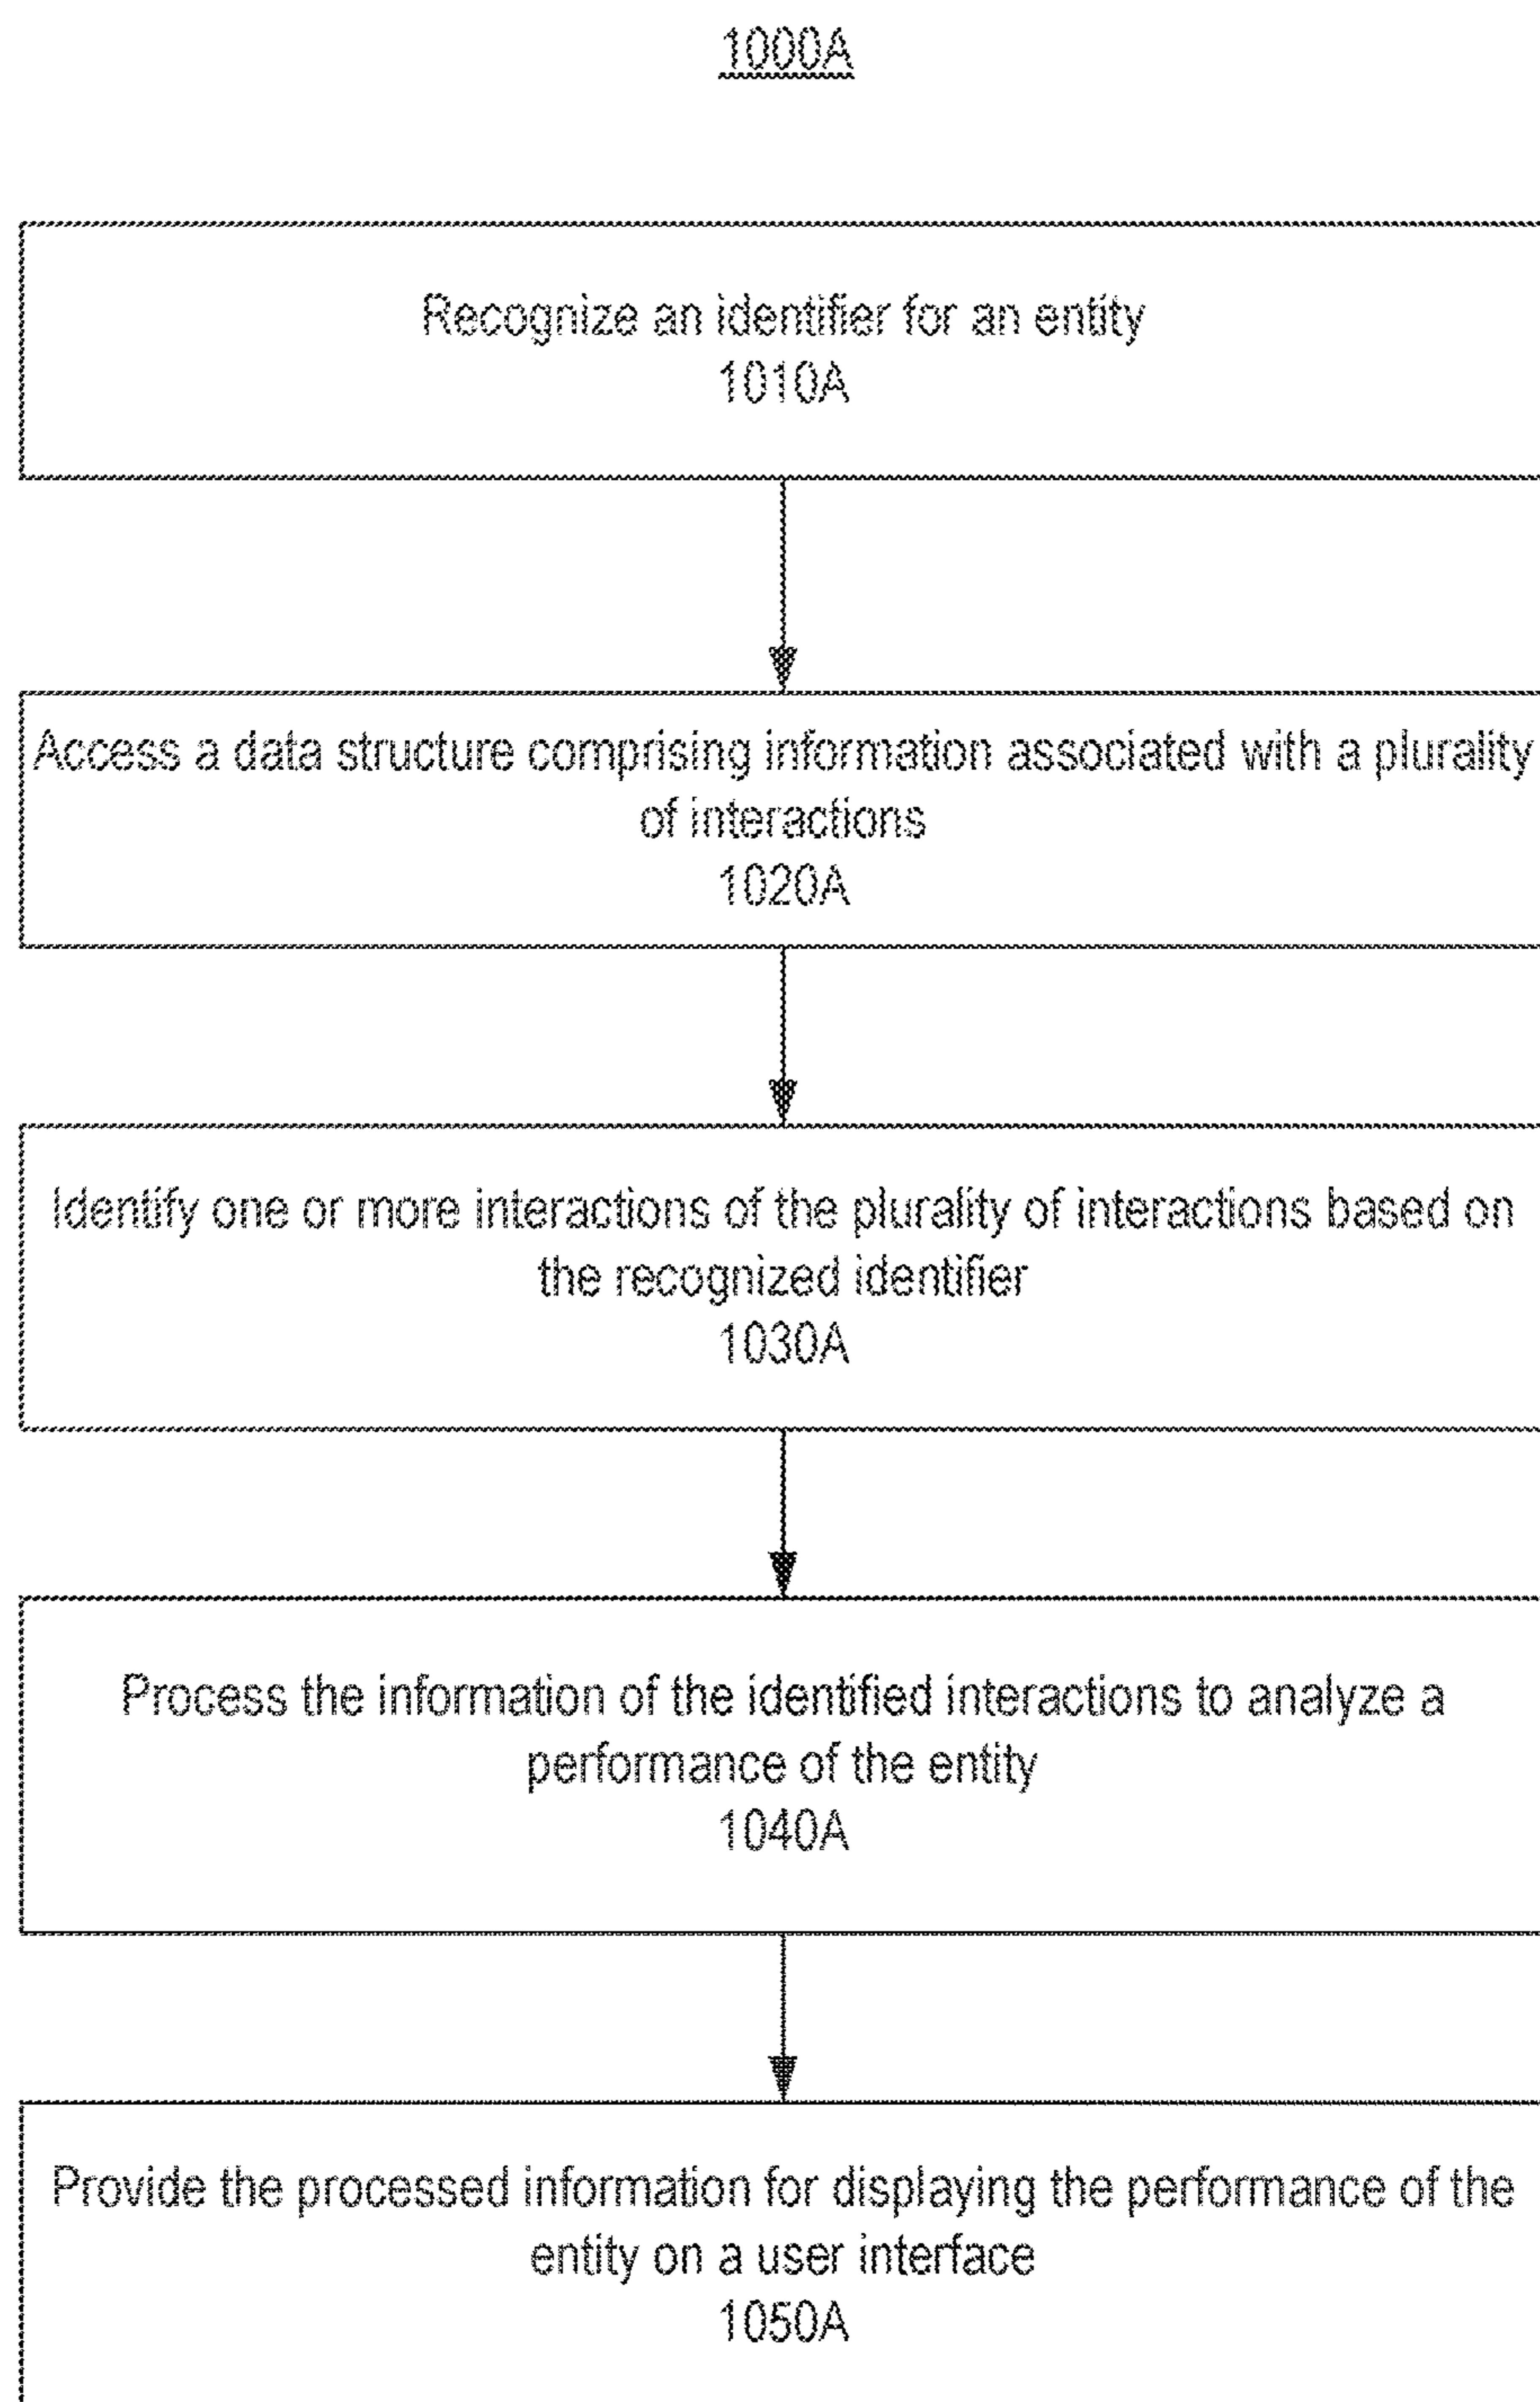 1000A
Recognize an identifier for an entity
1010A
Access a data structure comprising information associated with a plurality
of interactions
1020A
Identify one or more interactions of the plurality of interactions based on
the recognized identifier
1030A
Process the information of the identified interactions to analyze a
performance of the entity
1040A
Provide the processed information for displaying the performance of the
entity on a user interface
1050A